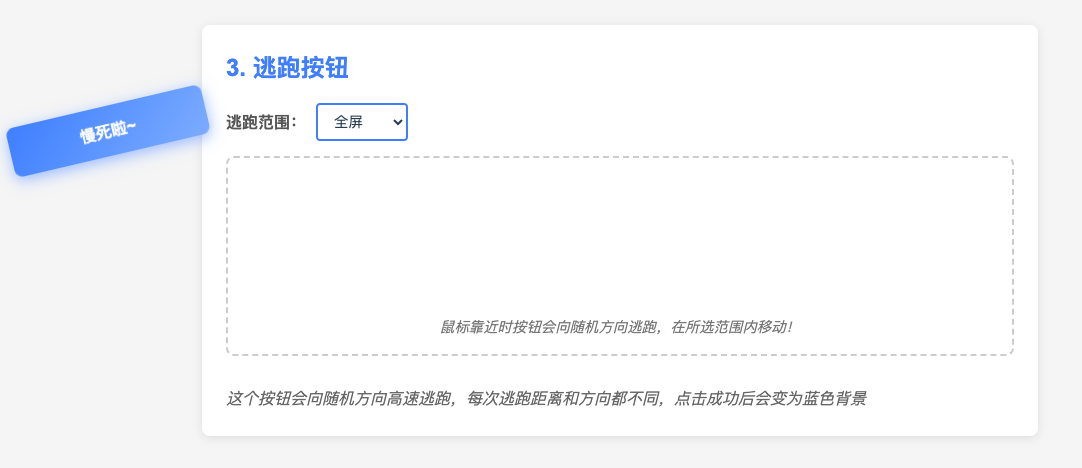 3. 逃跑按钮
慢死啦~
逃跑范围：
全屏
鼠标靠近时按钮会向随机方向逃跑，在所选范围内移动！
这个按钮会向随机方向高速逃跑，每次逃跑距离和方向都不同，点击成功后会变为蓝色背景